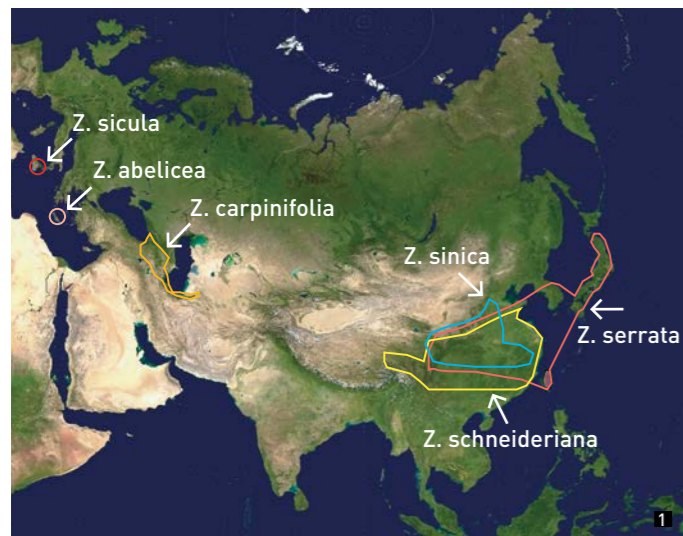 Z. sicula
Z. abelicea
Z. carpinifolia
Z. sinica
Z. serrata
Z. schneideriana
1